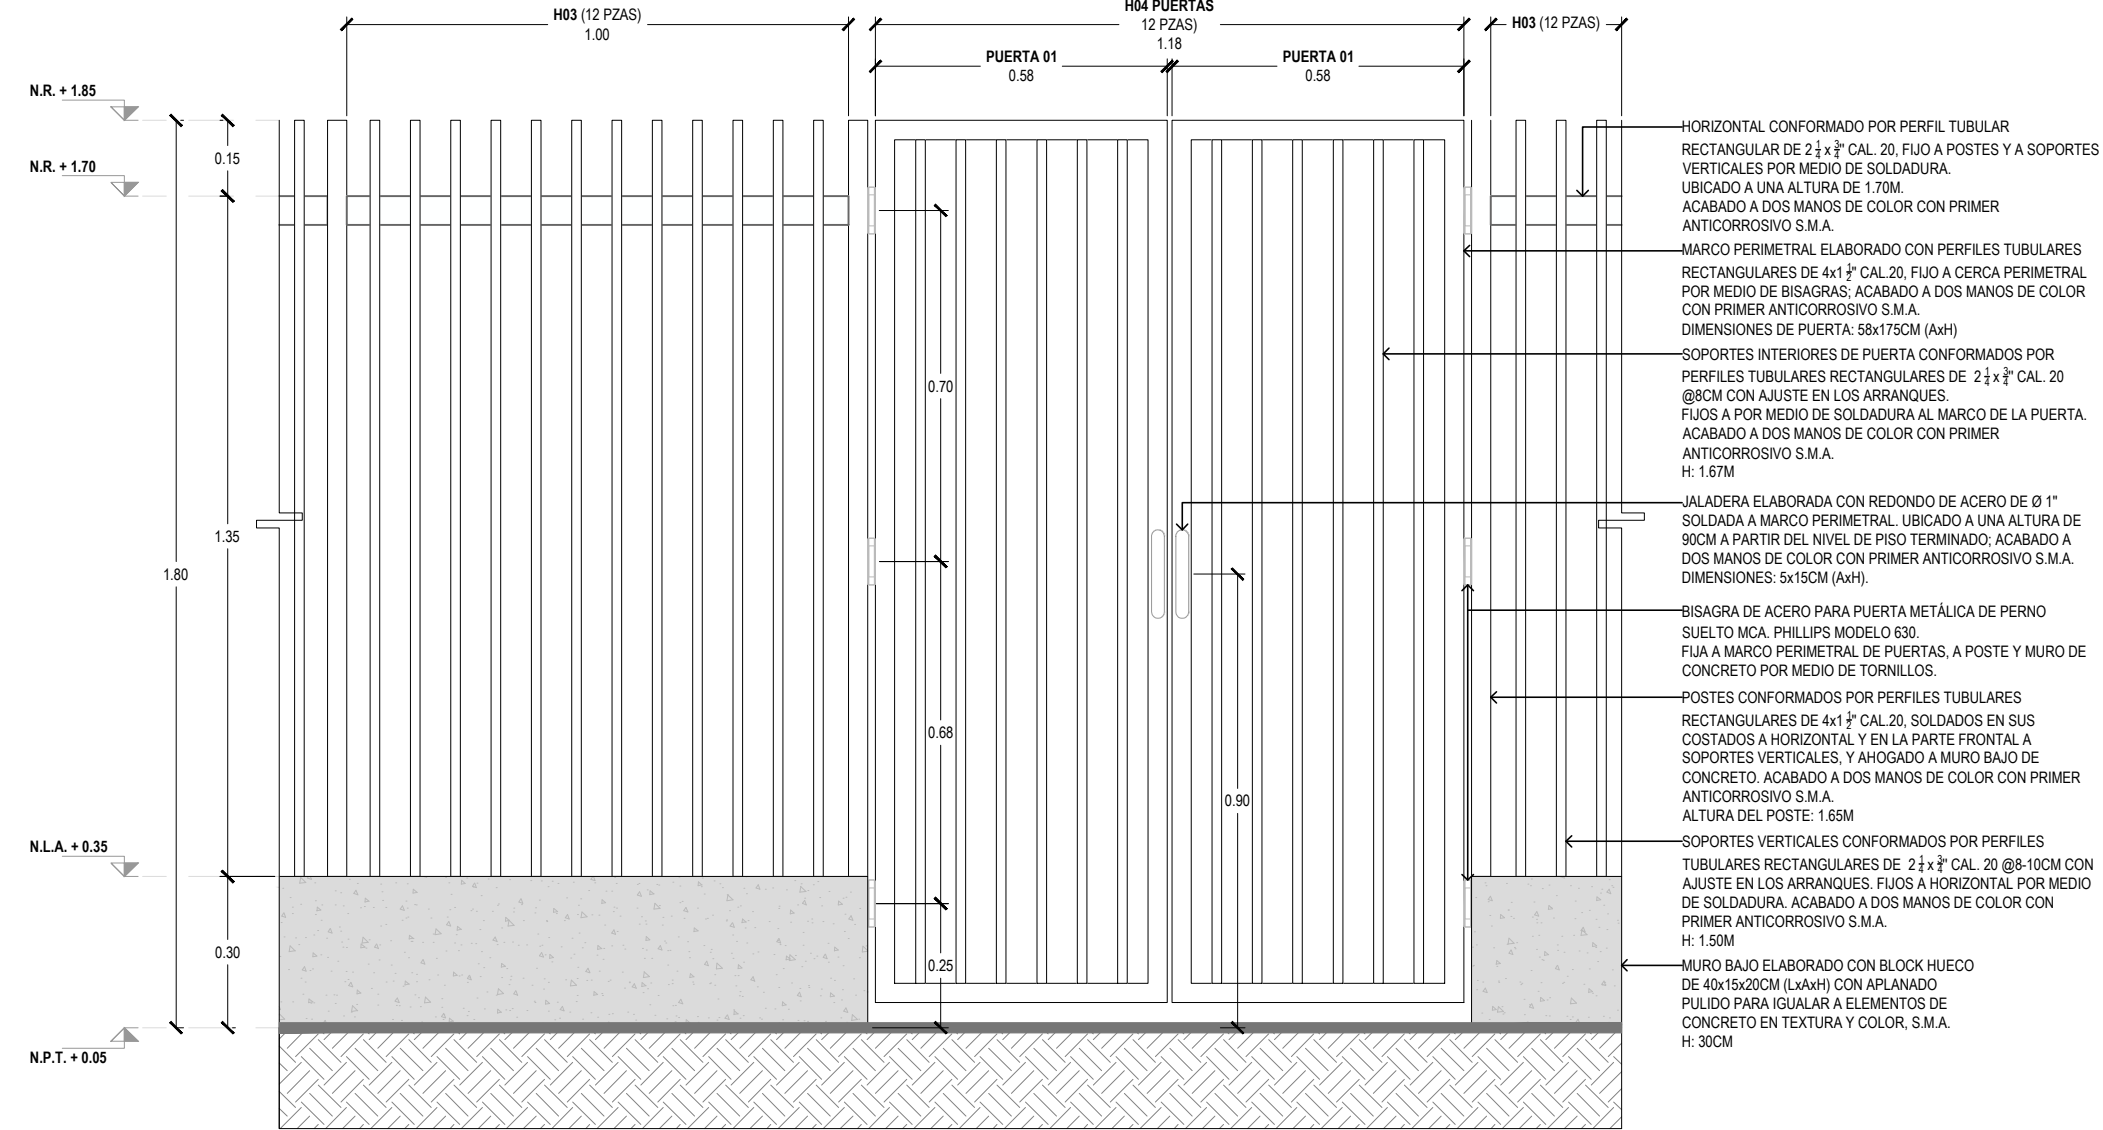 H03 (12 PZAS)
1.00
H04 PUERTAS
12 PZAS)
1.18
H03 (12 PZAS)
PUERTA 01
0.58
PUERTA 01
0.58
N.R. + 1.85
N.R. + 1.70
N.L.A. + 0.35
N.P.T. + 0.05
0.15
1.35
1.80
0.30
0.70
0.68
0.25
0.90
HORIZONTAL CONFORMADO POR PERFIL TUBULAR
RECTANGULAR DE 2 1/4 x 3/4" CAL. 20, FIJO A POSTES Y A SOPORTES
VERTICALES POR MEDIO DE SOLDADURA.
UBICADO A UNA ALTURA DE 1.70M.
ACABADO A DOS MANOS DE COLOR CON PRIMER
ANTICORROSIVO S.M.A.
MARCO PERIMETRAL ELABORADO CON PERFILES TUBULARES
RECTANGULARES DE 4x1 1/2" CAL.20, FIJO A CERCA PERIMETRAL
POR MEDIO DE BISAGRAS; ACABADO A DOS MANOS DE COLOR
CON PRIMER ANTICORROSIVO S.M.A.
DIMENSIONES DE PUERTA: 58x175CM (AxH)
SOPORTES INTERIORES DE PUERTA CONFORMADOS POR
PERFILES TUBULARES RECTANGULARES DE 2 1/4 x 3/4" CAL. 20
@8CM CON AJUSTE EN LOS ARRANQUES.
FIJOS A POR MEDIO DE SOLDADURA AL MARCO DE LA PUERTA.
ACABADO A DOS MANOS DE COLOR CON PRIMER
ANTICORROSIVO S.M.A.
H: 1.67M
JALADERA ELABORADA CON REDONDO DE ACERO DE Ø 1"
SOLDADA A MARCO PERIMETRAL. UBICADO A UNA ALTURA DE
90CM A PARTIR DEL NIVEL DE PISO TERMINADO; ACABADO A
DOS MANOS DE COLOR CON PRIMER ANTICORROSIVO S.M.A.
DIMENSIONES: 5x15CM (AxH).
BISAGRA DE ACERO PARA PUERTA METÁLICA DE PERNO
SUELTO MCA. PHILLIPS MODELO 630.
FIJA A MARCO PERIMETRAL DE PUERTAS, A POSTE Y MURO DE
CONCRETO POR MEDIO DE TORNILLOS.
POSTES CONFORMADOS POR PERFILES TUBULARES
RECTANGULARES DE 4x1 1/2" CAL.20, SOLDADOS EN SUS
COSTADOS A HORIZONTAL Y EN LA PARTE FRONTAL A
SOPORTES VERTICALES, Y AHOGADO A MURO BAJO DE
CONCRETO. ACABADO A DOS MANOS DE COLOR CON PRIMER
ANTICORROSIVO S.M.A.
ALTURA DEL POSTE: 1.65M
SOPORTES VERTICALES CONFORMADOS POR PERFILES
TUBULARES RECTANGULARES DE 2 1/4 x 3/4" CAL. 20 @8-10CM CON
AJUSTE EN LOS ARRANQUES. FIJOS A HORIZONTAL POR MEDIO
DE SOLDADURA. ACABADO A DOS MANOS DE COLOR CON
PRIMER ANTICORROSIVO S.M.A.
H: 1.50M
MURO BAJO ELABORADO CON BLOCK HUECO
DE 40x15x20CM (LxAxH) CON APLANADO
PULIDO PARA IGUALAR A ELEMENTOS DE
CONCRETO EN TEXTURA Y COLOR, S.M.A.
H: 30CM